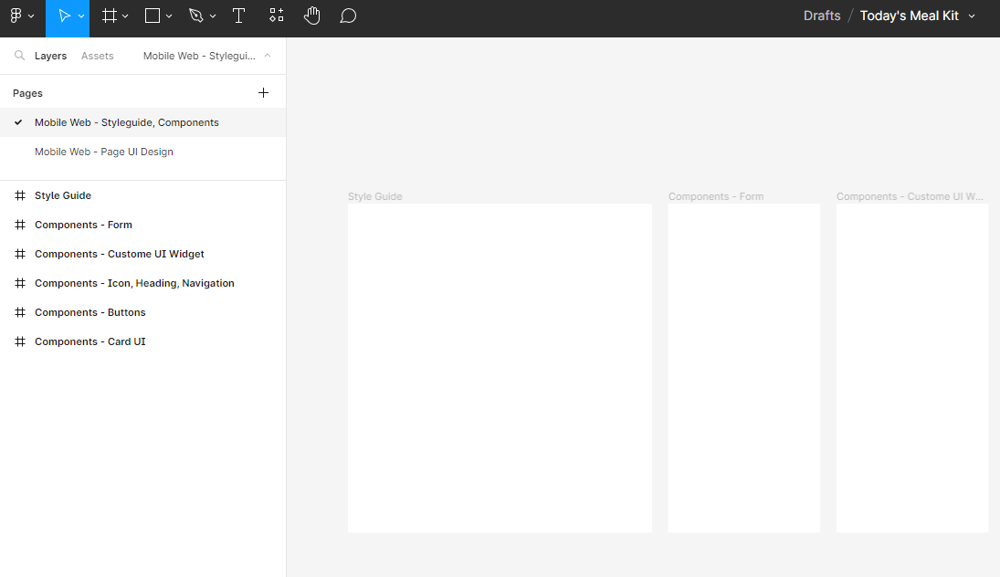 Drafts / Today's Meal Kit
Layers Assets Mobile Web - Stylegui...
Pages
Mobile Web - Styleguide, Components
Mobile Web - Page UI Design
Style Guide
Components - Form
Components - Custome UI Widget
Components - Icon, Heading, Navigation
Components - Buttons
Components - Card UI
Style Guide
Components - Form
Components - Custome UI W...